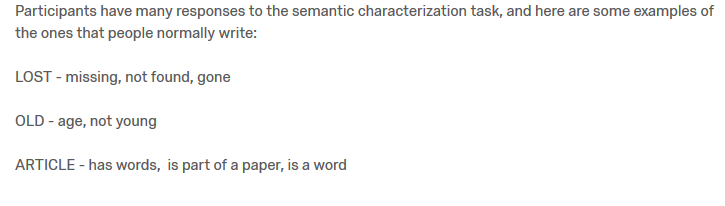 Participants have many responses to the semantic characterization task, and here are some examples of
the ones that people normally write:
LOST - missing, not found, gone
OLD - age, not young
ARTICLE - has words,  is part of a paper, is a word